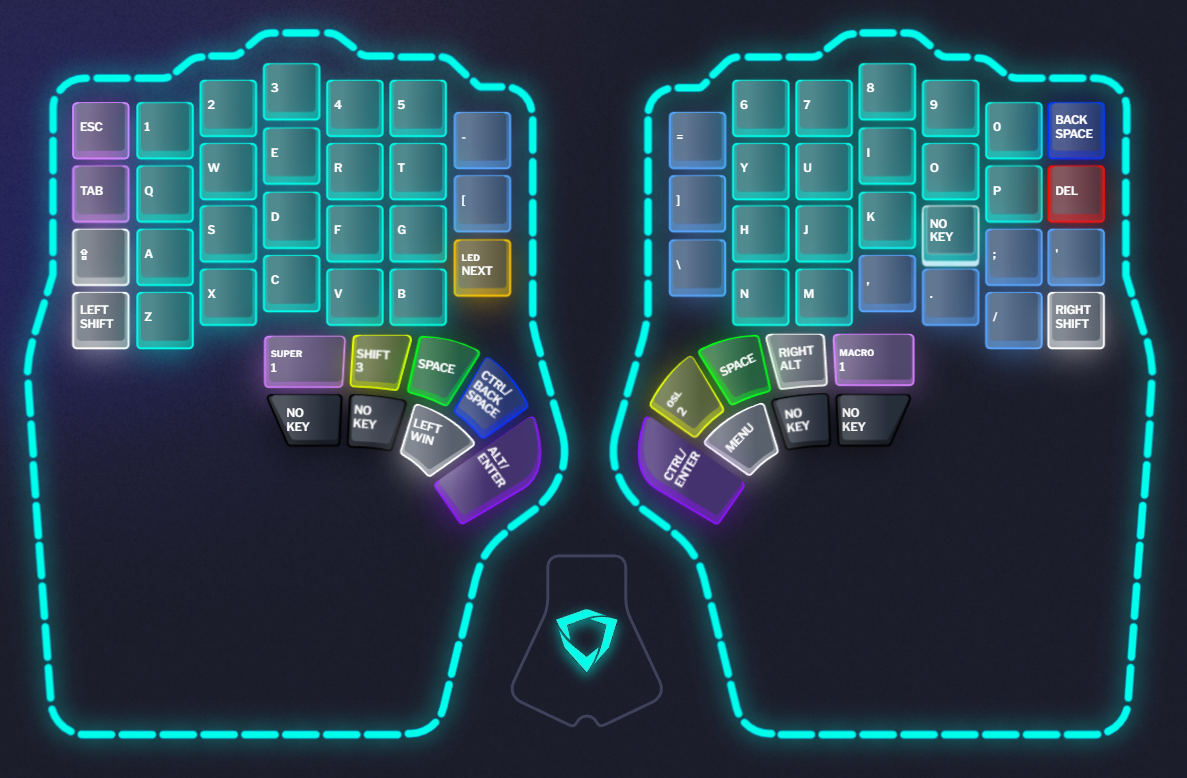 ESC
1
2
3
4
5
-
TAB
Q
W
E
R
T
[
⇪
A
S
D
F
G
LED
NEXT
LEFT
SHIFT
Z
X
C
V
B
SUPER
1
SHIFT
3
SPACE
CTRL/
BACK
SPACE
NO
KEY
NO
KEY
LEFT
WIN
ALT/
ENTER
=
6
7
8
9
0
BACK
SPACE
]
Y
U
I
O
P
DEL
\
H
J
K
NO
KEY
;
'
N
M
,
.
/
RIGHT
SHIFT
OSL
2
SPACE
RIGHT
ALT
MACRO
1
CTRL/
ENTER
MENU
NO
KEY
NO
KEY